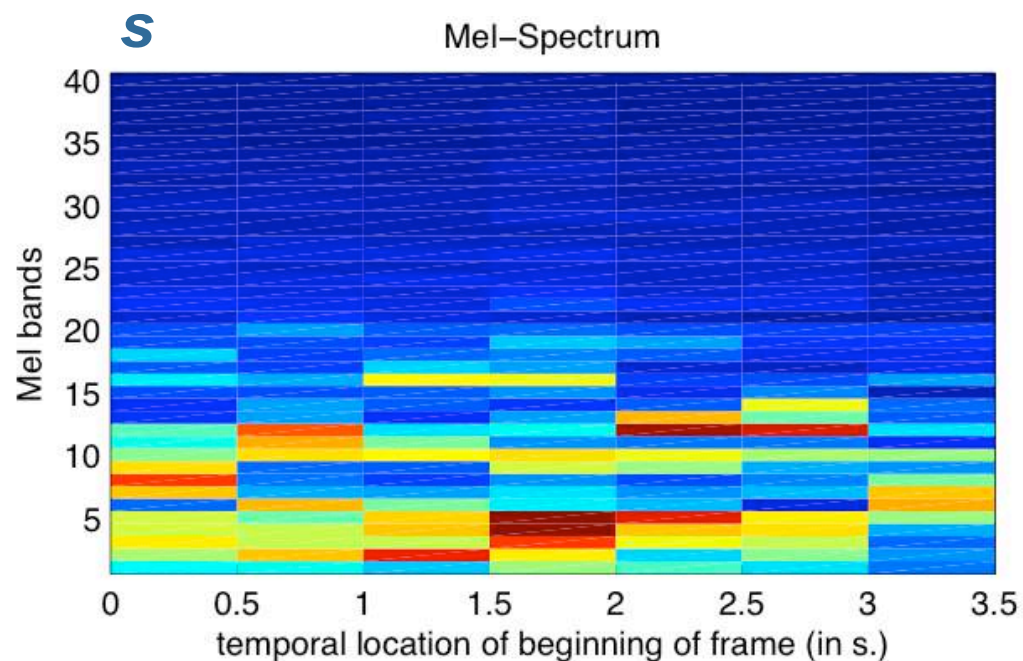 s
Mel-Spectrum
40
35
30
25
20
15
10
5
Mel bands
0 0.5 1 1.5 2 2.5 3 3.5
temporal location of beginning of frame (in s.)